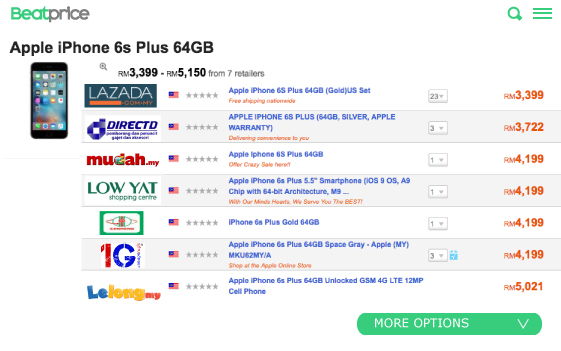 Beatprice
Apple iPhone 6s Plus 64GB
RM3,399 - RM5,150 from 7 retailers
LAZADA
.COM.MY
Apple iPhone 6S Plus 64GB (Gold)US Set
Free shipping nationwide
23
RM3,399
DIRECTD
APPLE IPHONE 6S PLUS (64GB, SILVER, APPLE
WARRANTY)
Delivering convenience to you
3
RM3,722
mudah.my
Apple Iphone 6S Plus 64GB
Offer Crazy Sale here!!
1
RM4,199
LOW YAT
shopping centre
Apple iPhone 6s Plus 5.5" Smartphone (iOS 9 OS, A9
Chip with 64-bit Architecture, M9 ...
With Our Minds Hearts, We Serve You The BEST!
1
RM4,199
iPhone 6s Plus Gold 64GB
1
RM4,199
1G
Apple iPhone 6s Plus 64GB Space Gray - Apple (MY)
MKU62MY/A
Shop at the Apple Online Store
3
RM4,199
Lelong.my
Apple iPhone 6s Plus 64GB Unlocked GSM 4G LTE 12MP
Cell Phone
RM5,021
MORE OPTIONS